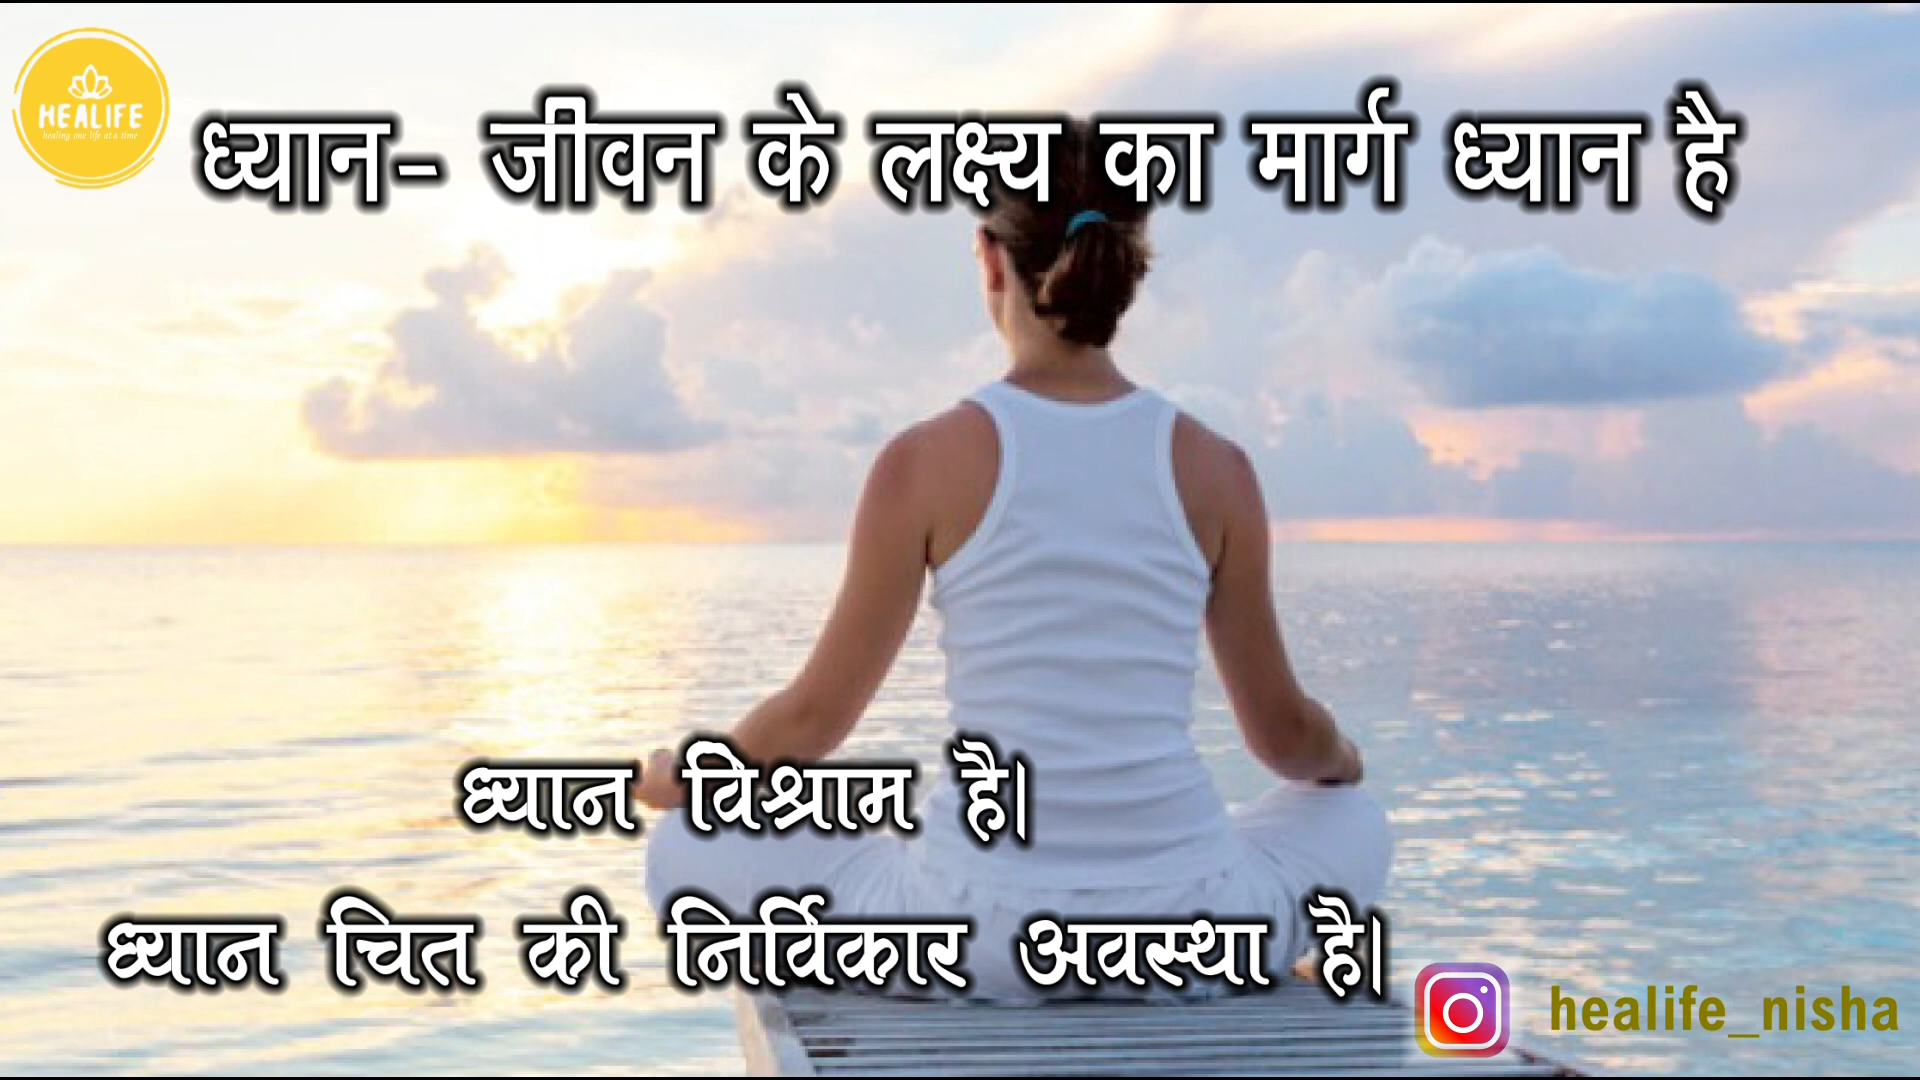 HEALIFE
healing one life at a time
ध्यान- जीवन के लक्ष्य का मार्ग ध्यान है
ध्यान विश्राम है।
ध्यान चित की निर्विकार अवस्था है।
healife_nisha